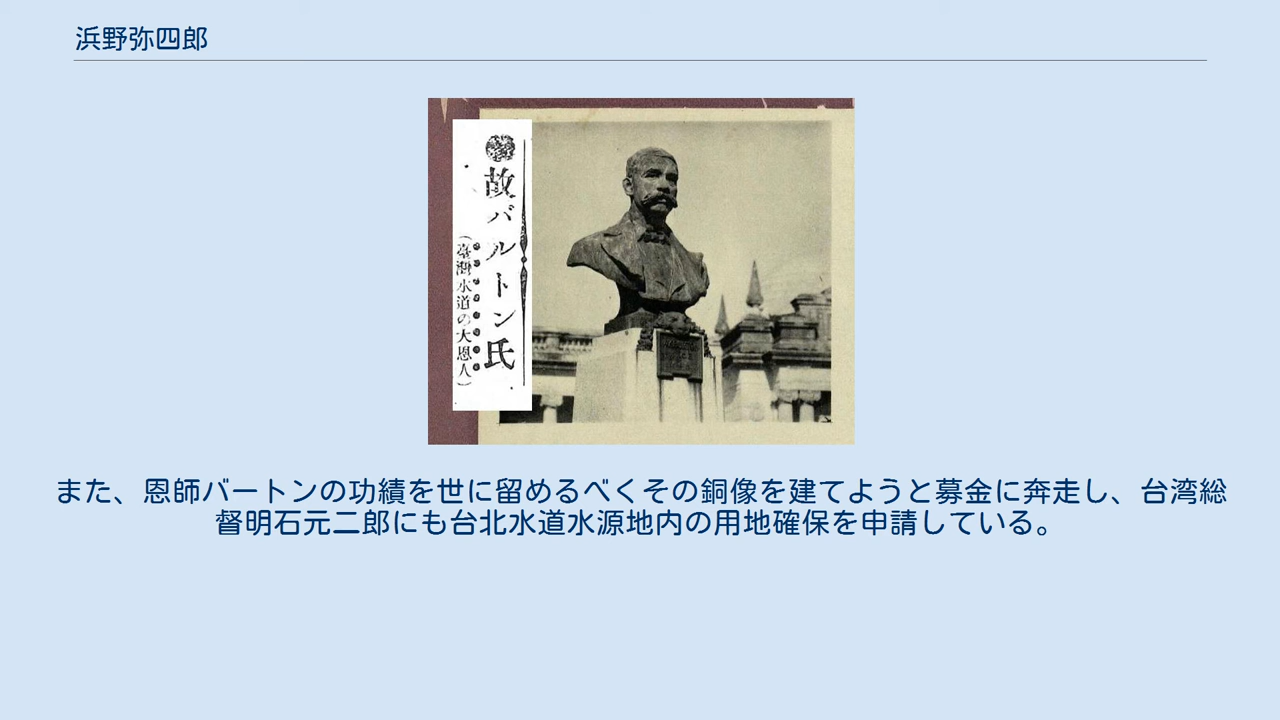 浜野弥四郎
故バルトン氏
(臺灣水道の大恩人)
また、恩師バートンの功績を世に留めるべくその銅像を建てようと募金に奔走し、台湾総
督明石元二郎にも台北水道水源地内の用地確保を申請している。